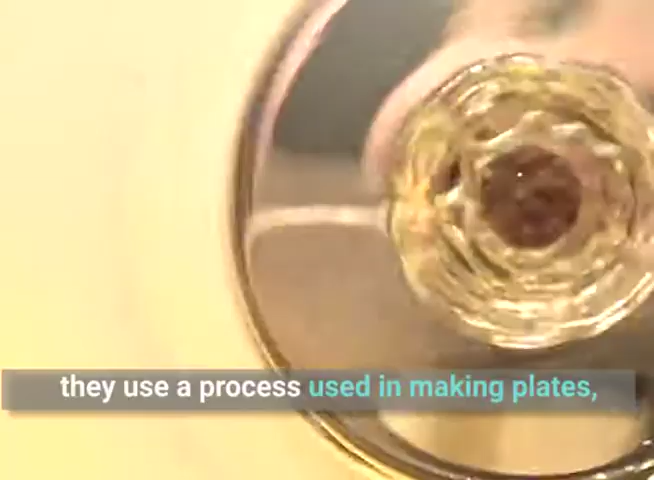 they use a process used in making plates,